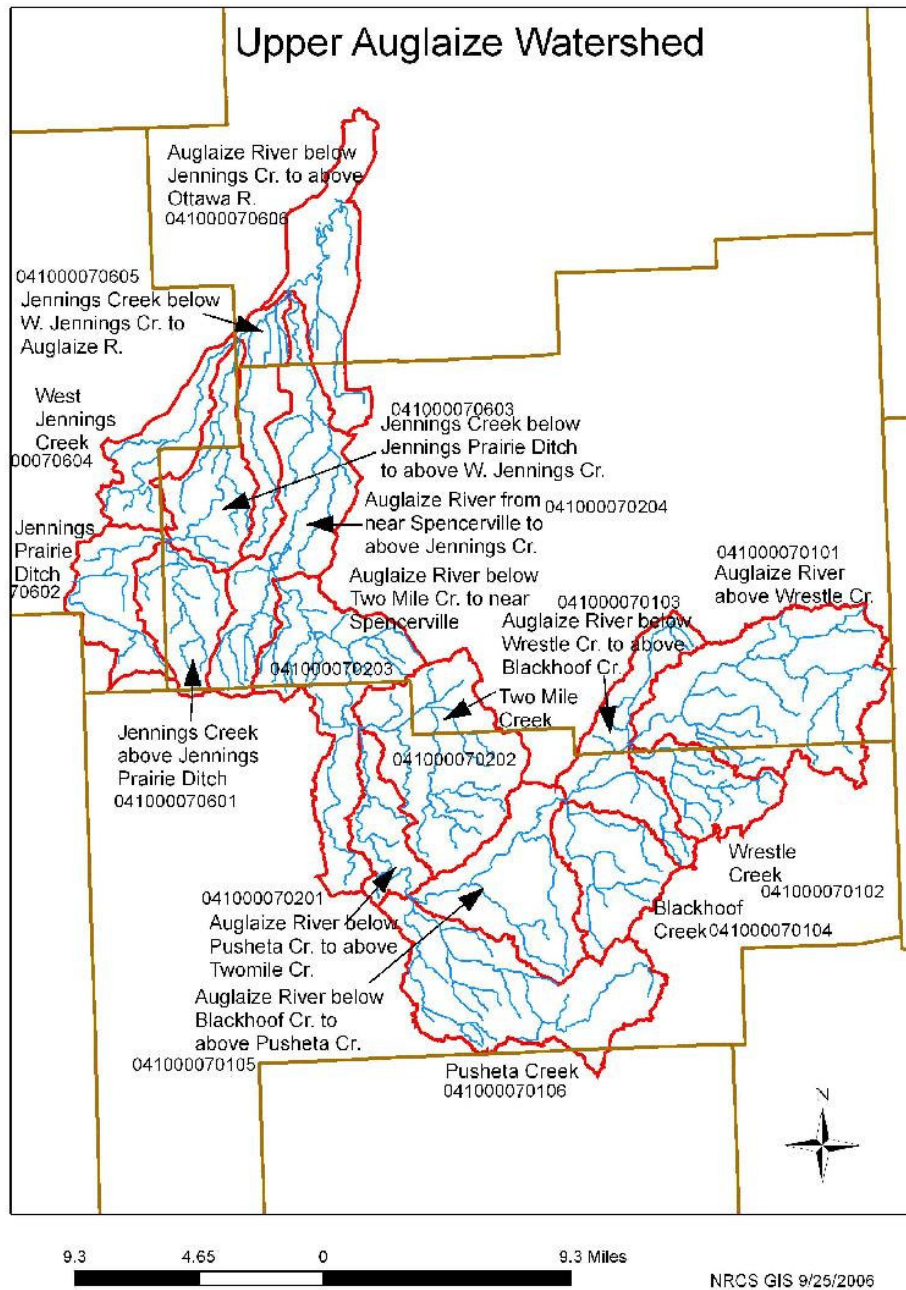 Upper Auglaize Watershed
Auglaize River below
Jennings Cr. to above
Ottawa R.
041000070606
041000070605
Jennings Creek below
W. Jennings Cr. to
Auglaize R.
West
Jennings
Creek
00070604
041000070603
Jennings Creek below
Jennings Prairie Ditch
to above W. Jennings Cr.
Auglaize River from
near Spencerville to
above Jennings Cr.
041000070204
Jennings
Prairie
Ditch
70602
Auglaize River below
Two Mile Cr. to near
Spencerville
041000070203
041000070103
Auglaize River below
Wrestle Cr. to above
Blackhoof Cr.
041000070101
Auglaize River
above Wrestle Cr.
Two Mile
Creek
041000070202
Jennings Creek
above Jennings
Prairie Ditch
041000070601
Wrestle
Creek
041000070102
Blackhoof
Creek
041000070104
041000070201
Auglaize River below
Pusheta Cr. to above
Twomile Cr.
Auglaize River below
Blackhoof Cr. to
above Pusheta Cr.
041000070105
Pusheta Creek
041000070106
N
9.3 4.65 0 9.3 Miles
NRCS GIS 9/25/2006